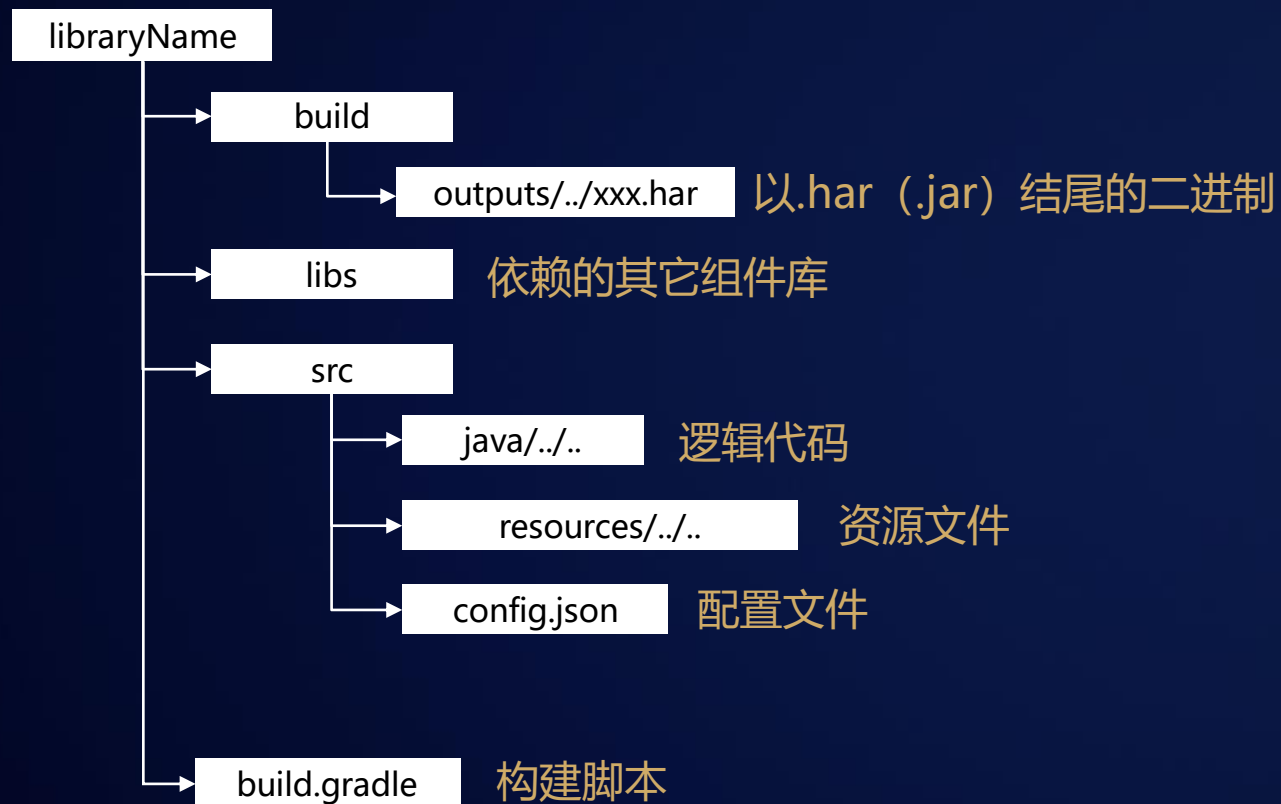 libraryName
build
outputs/../xxx.har 以.har（.jar）结尾的二进制
libs 依赖的其它组件库
src
java/../.. 逻辑代码
resources/../.. 资源文件
config.json 配置文件
build.gradle 构建脚本